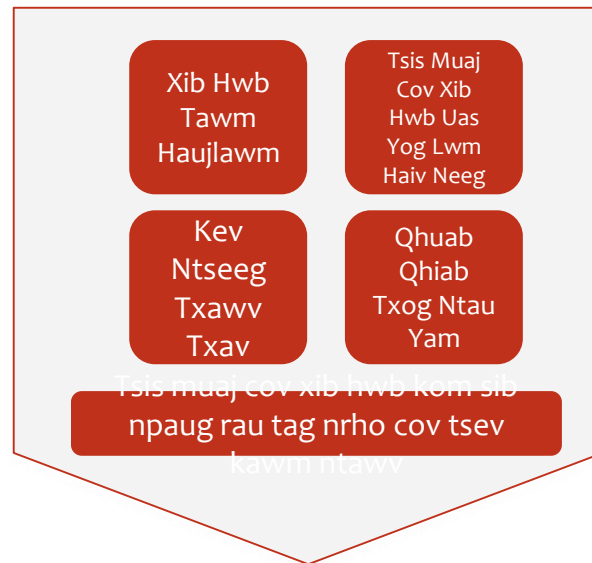 Xib Hwb
Tawm
Haujlawm
Tsis Muaj
Cov Xib
Hwb Uas
Yog Lwm
Haiv Neeg
Kev
Ntseeg
Txawv
Txav
Qhuab
Qhiab
Txog Ntau
Yam
Tsis muaj cov xib hwb kom sib
npaug rau tag nrho cov tsev
kawm ntawv